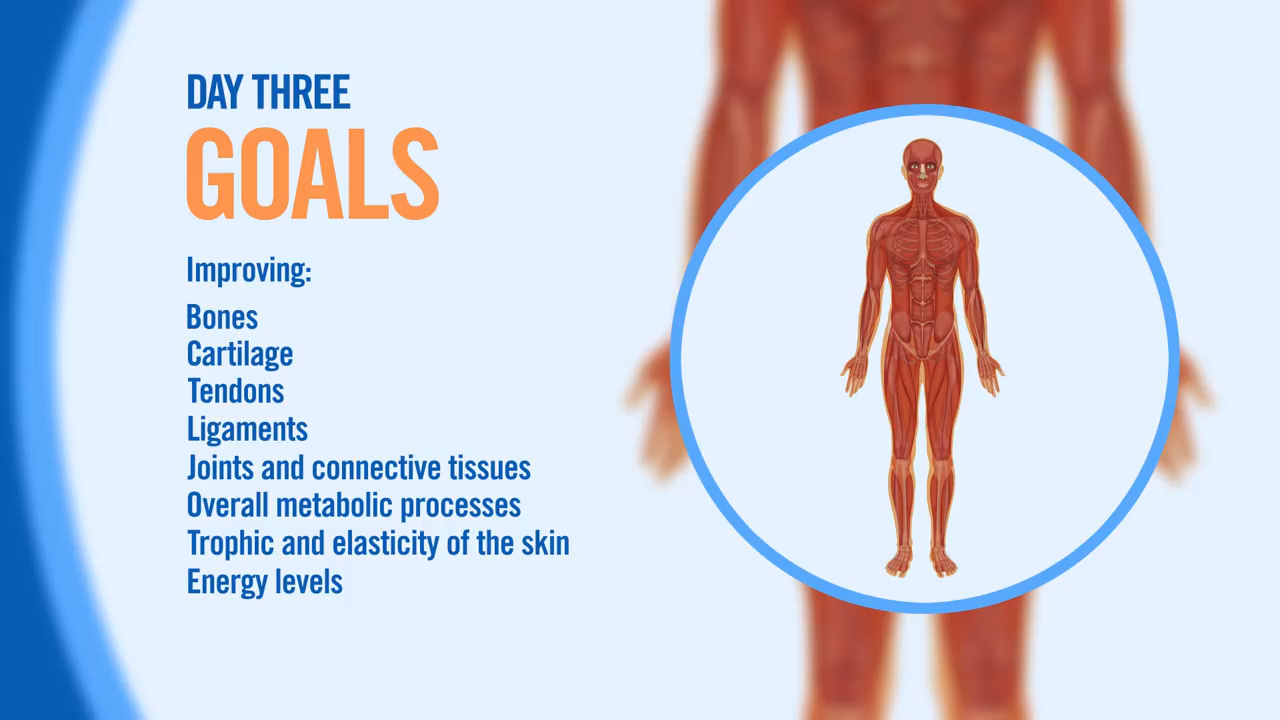 DAY THREE
GOALS
Improving:
Bones
Cartilage
Tendons
Ligaments
Joints and connective tissues
Overall metabolic processes
Trophic and elasticity of the skin
Energy levels